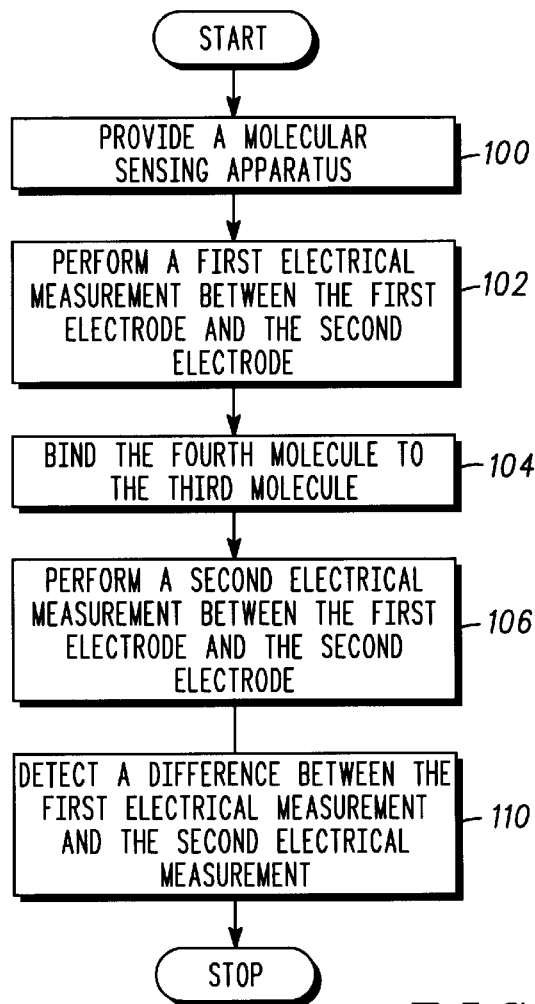 START
PROVIDE A MOLECULAR
SENSING APPARATUS
100
PERFORM A FIRST ELECTRICAL
MEASUREMENT BETWEEN THE FIRST
ELECTRODE AND THE SECOND
ELECTRODE
102
BIND THE FOURTH MOLECULE TO
THE THIRD MOLECULE
104
PERFORM A SECOND ELECTRICAL
MEASUREMENT BETWEEN THE FIRST
ELECTRODE AND THE SECOND
ELECTRODE
106
DETECT A DIFFERENCE BETWEEN THE
FIRST ELECTRICAL MEASUREMENT
AND THE SECOND ELECTRICAL
MEASUREMENT
110
STOP